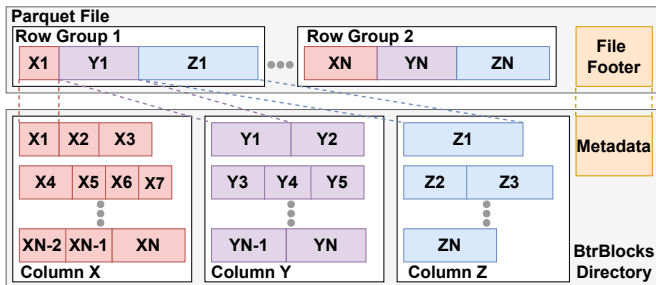 Parquet File
Row Group 1
Row Group 2
X1 Y1 Z1 XN YN ZN
File
Footer
X1 X2 X3 Y1 Y2 Z1
Metadata
X4 X5 X6 X7 Y3 Y4 Y5 Z2 Z3
XN-2 XN-1 XN YN-1 YN ZN
Column X Column Y Column Z
BtrBlocks
Directory